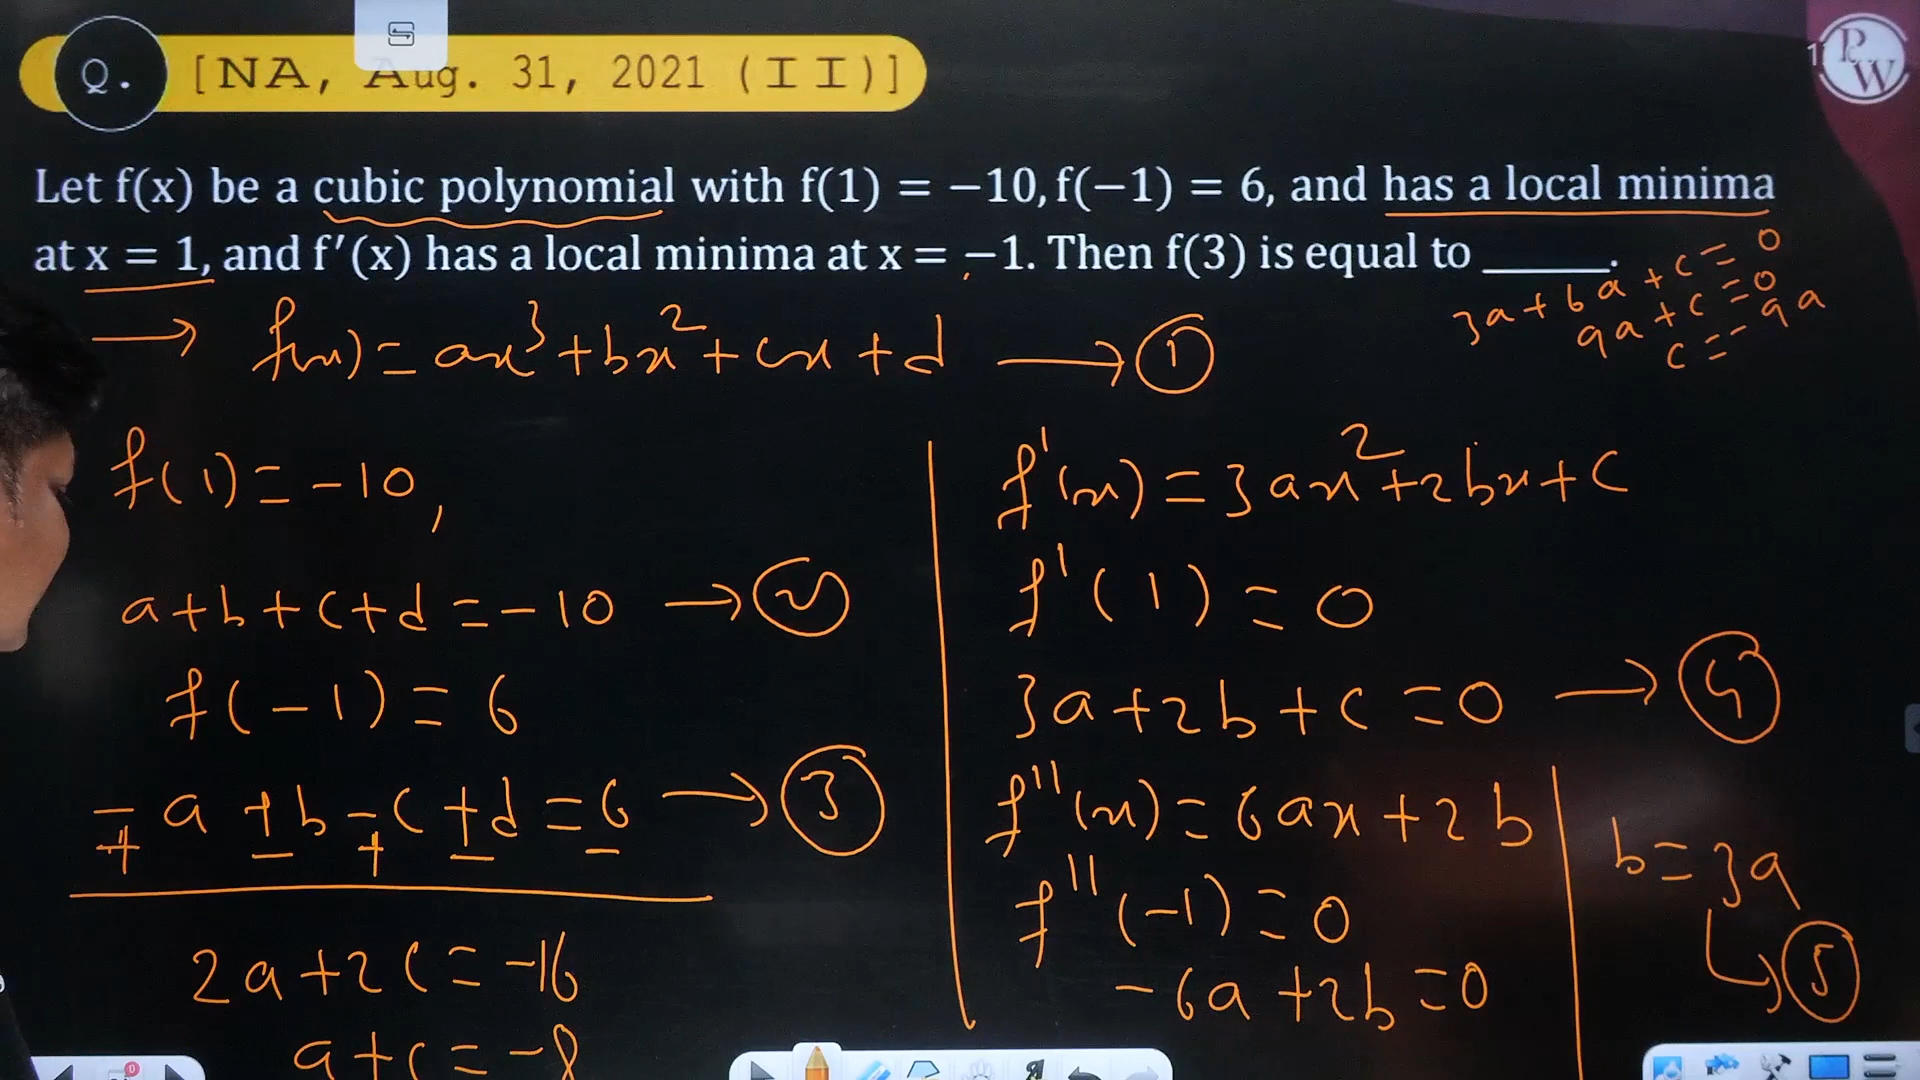 Q. [NA, Aug. 31, 2021 (II)]
PW
Let f(x) be a cubic polynomial with f(1) = −10, f(−1) = 6, and has a local minima
at x = 1, and f′(x) has a local minima at x = −1. Then f(3) is equal to ______.
3a + 6a + c = 0
9a + c = 0
c = -9a
→ f(x) = ax³ + bx² + cx + d → ①
f(1) = -10,
a + b + c + d = -10 → ②
f(-1) = 6
-a + b - c + d = 6 → ③
+ - + - -
2a + 2c = -16
a + c = -8
f'(x) = 3ax² + 2bx + c
f'(1) = 0
3a + 2b + c = 0 → ④
f''(x) = 6ax + 2b
f''(-1) = 0
-6a + 2b = 0
b = 3a
⑤